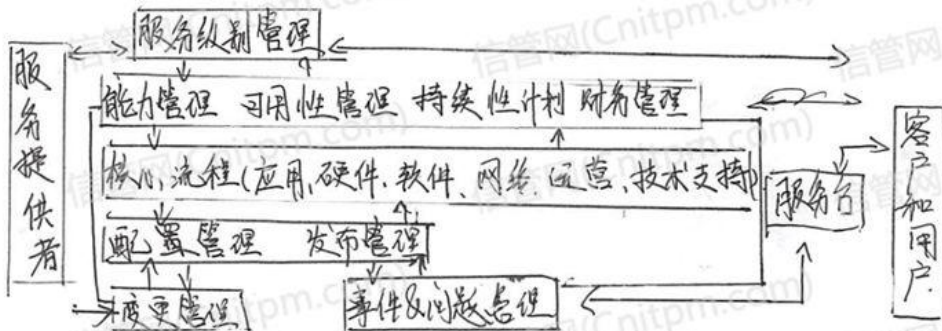 服务级别管理
服务提供者
能力管理 可用性管理 持续性计划 财务管理
核心流程(应用、硬件、软件、网络、运营、技术支持)
服务台
客户和用户
配置管理 发布管理
变更管理
事件&问题管理
信管网(Cnitpm.com)